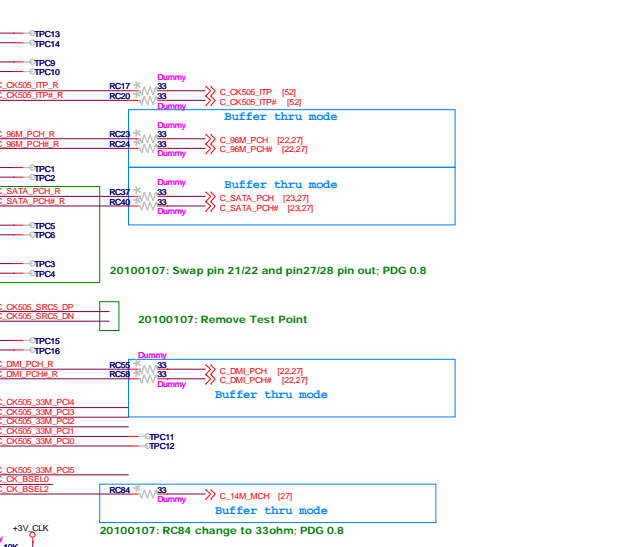 TPC13
TPC14
TPC9
TPC10
Dummy
C_CK505_ITP_R RC17 33 C_CK505_ITP [52]
C_CK505_ITP#_R RC20 33 C_CK505_ITP# [52]
Dummy
Buffer thru mode
Dummy
C_96M_PCH_R RC23 33 C_96M_PCH [22,27]
C_96M_PCH#_R RC24 33 C_96M_PCH# [22,27]
Dummy
TPC1
TPC2
Dummy
Buffer thru mode
C_SATA_PCH_R RC37 33 C_SATA_PCH [23,27]
C_SATA_PCH#_R RC40 33 C_SATA_PCH# [23,27]
Dummy
TPC5
TPC6
TPC3
TPC4
20100107: Swap pin 21/22 and pin27/28 pin out; PDG 0.8
C_CK505_SRC5_DP
C_CK505_SRC5_DN
20100107: Remove Test Point
TPC15
TPC16
Dummy
C_DMI_PCH_R RC55 33 C_DMI_PCH [22,27]
C_DMI_PCH#_R RC58 33 C_DMI_PCH# [22,27]
Dummy
Buffer thru mode
C_CK505_33M_PCI4
C_CK505_33M_PCI3
C_CK505_33M_PCI2
C_CK505_33M_PCI1 TPC11
C_CK505_33M_PCI0 TPC12
C_CK505_33M_PCI5
C_CK_BSEL0
C_CK_BSEL2 RC84 33 C_14M_MCH [27]
Dummy
Buffer thru mode
20100107: RC84 change to 33ohm; PDG 0.8
+3V_CLK
10K